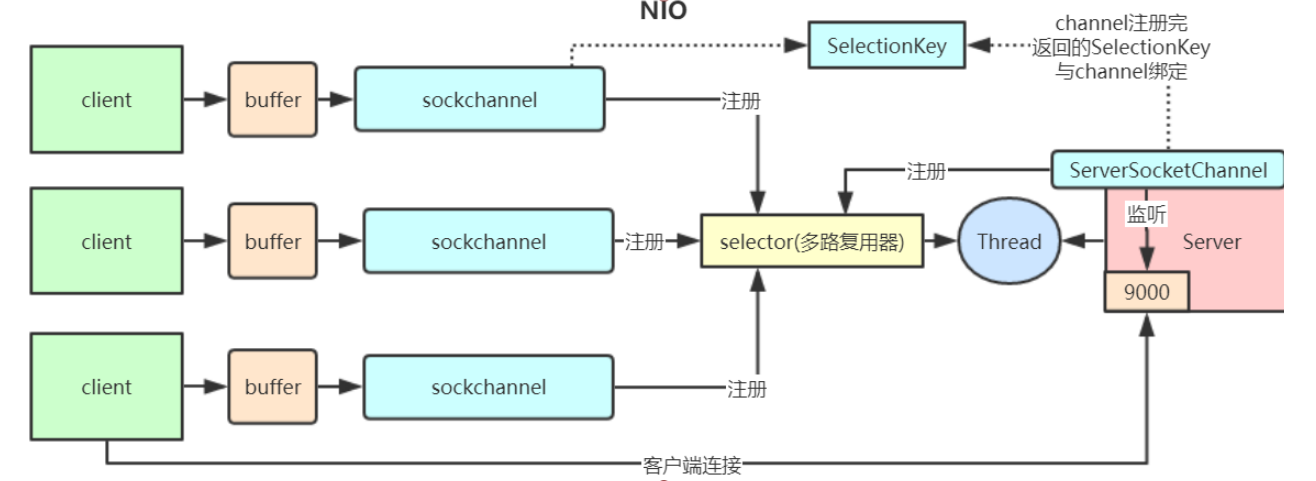 NIO
channel注册完
返回的SelectionKey
与channel绑定
SelectionKey
client
buffer
sockchannel
注册
注册
ServerSocketChannel
监听
client
buffer
sockchannel
注册
selector(多路复用器)
Thread
Server
9000
client
buffer
sockchannel
注册
客户端连接